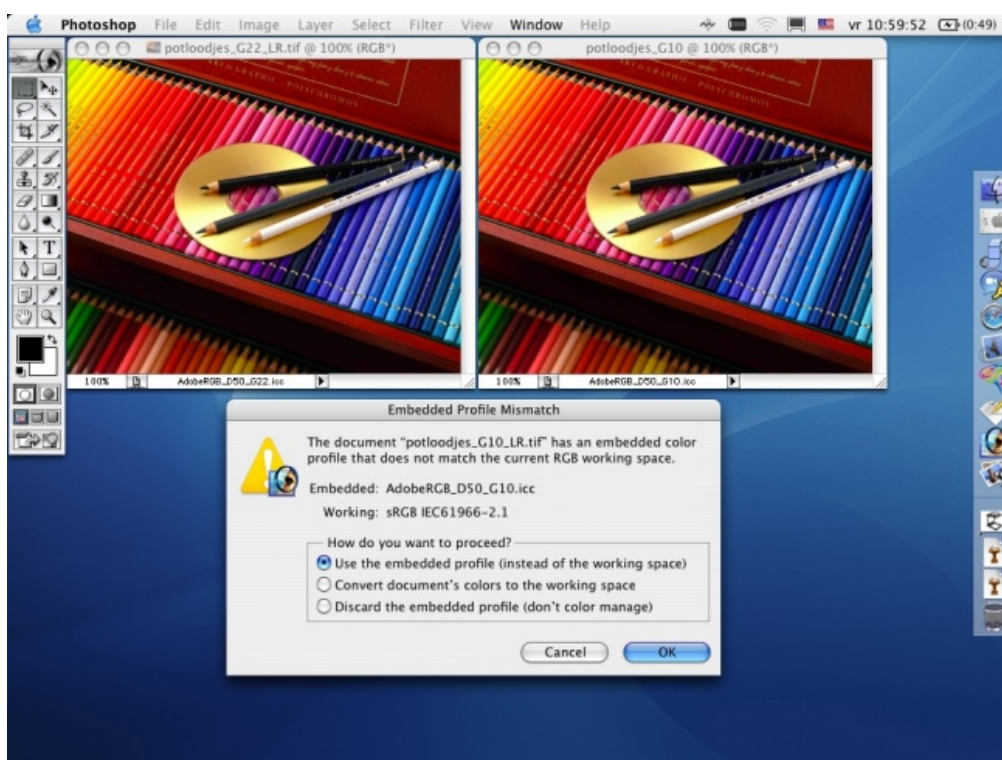 Photoshop File Edit Image Layer Select Filter View Window Help vr 10:59:52 (0:49)
potloodjes_G22_LR.tif @ 100% (RGB*)
potloodjes_G10 @ 100% (RGB*)
POLYCHROMOS
POLYCHROMOS
100% AdobeRGB_D50_G22.icc
100% AdobeRGB_D50_G10.icc
T
Embedded Profile Mismatch
The document “potloodjes_G10_LR.tif” has an embedded color
profile that does not match the current RGB working space.
Embedded: AdobeRGB_D50_G10.icc
Working: sRGB IEC61966-2.1
How do you want to proceed?
Use the embedded profile (instead of the working space)
Convert document's colors to the working space
Discard the embedded profile (don't color manage)
Cancel OK